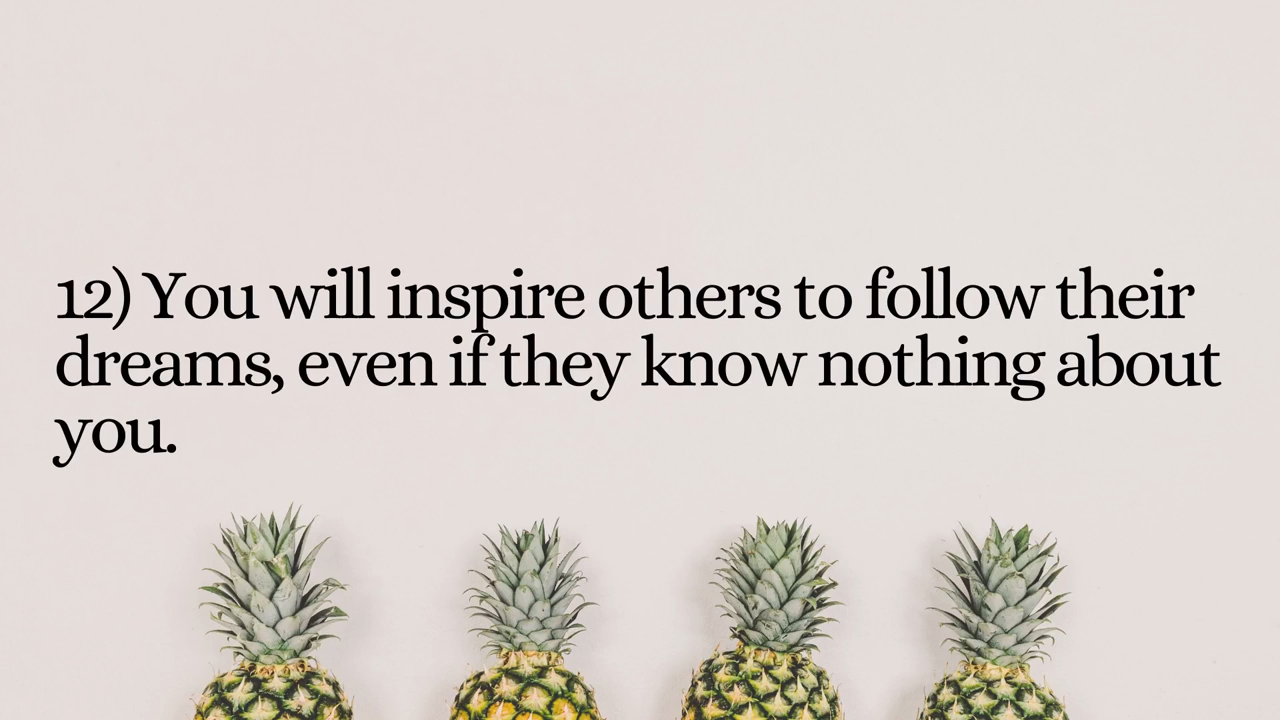 12) You will inspire others to follow their
dreams, even if they know nothing about
you.